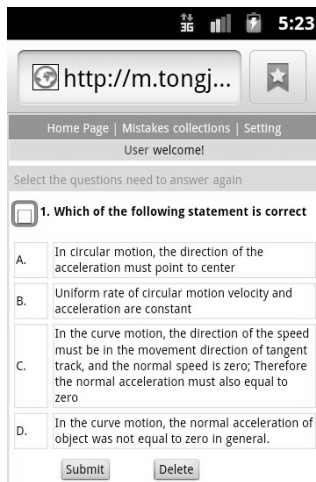 3G 5:23
http://m.tongj...
Home Page | Mistakes collections | Setting
User welcome!
Select the questions need to answer again
1. Which of the following statement is correct
A. In circular motion, the direction of the
acceleration must point to center
B. Uniform rate of circular motion velocity and
acceleration are constant
C. In the curve motion, the direction of the speed
must be in the movement direction of tangent
track, and the normal speed is zero; Therefore
the normal acceleration must also equal to
zero
D. In the curve motion, the normal acceleration of
object was not equal to zero in general.
Submit Delete